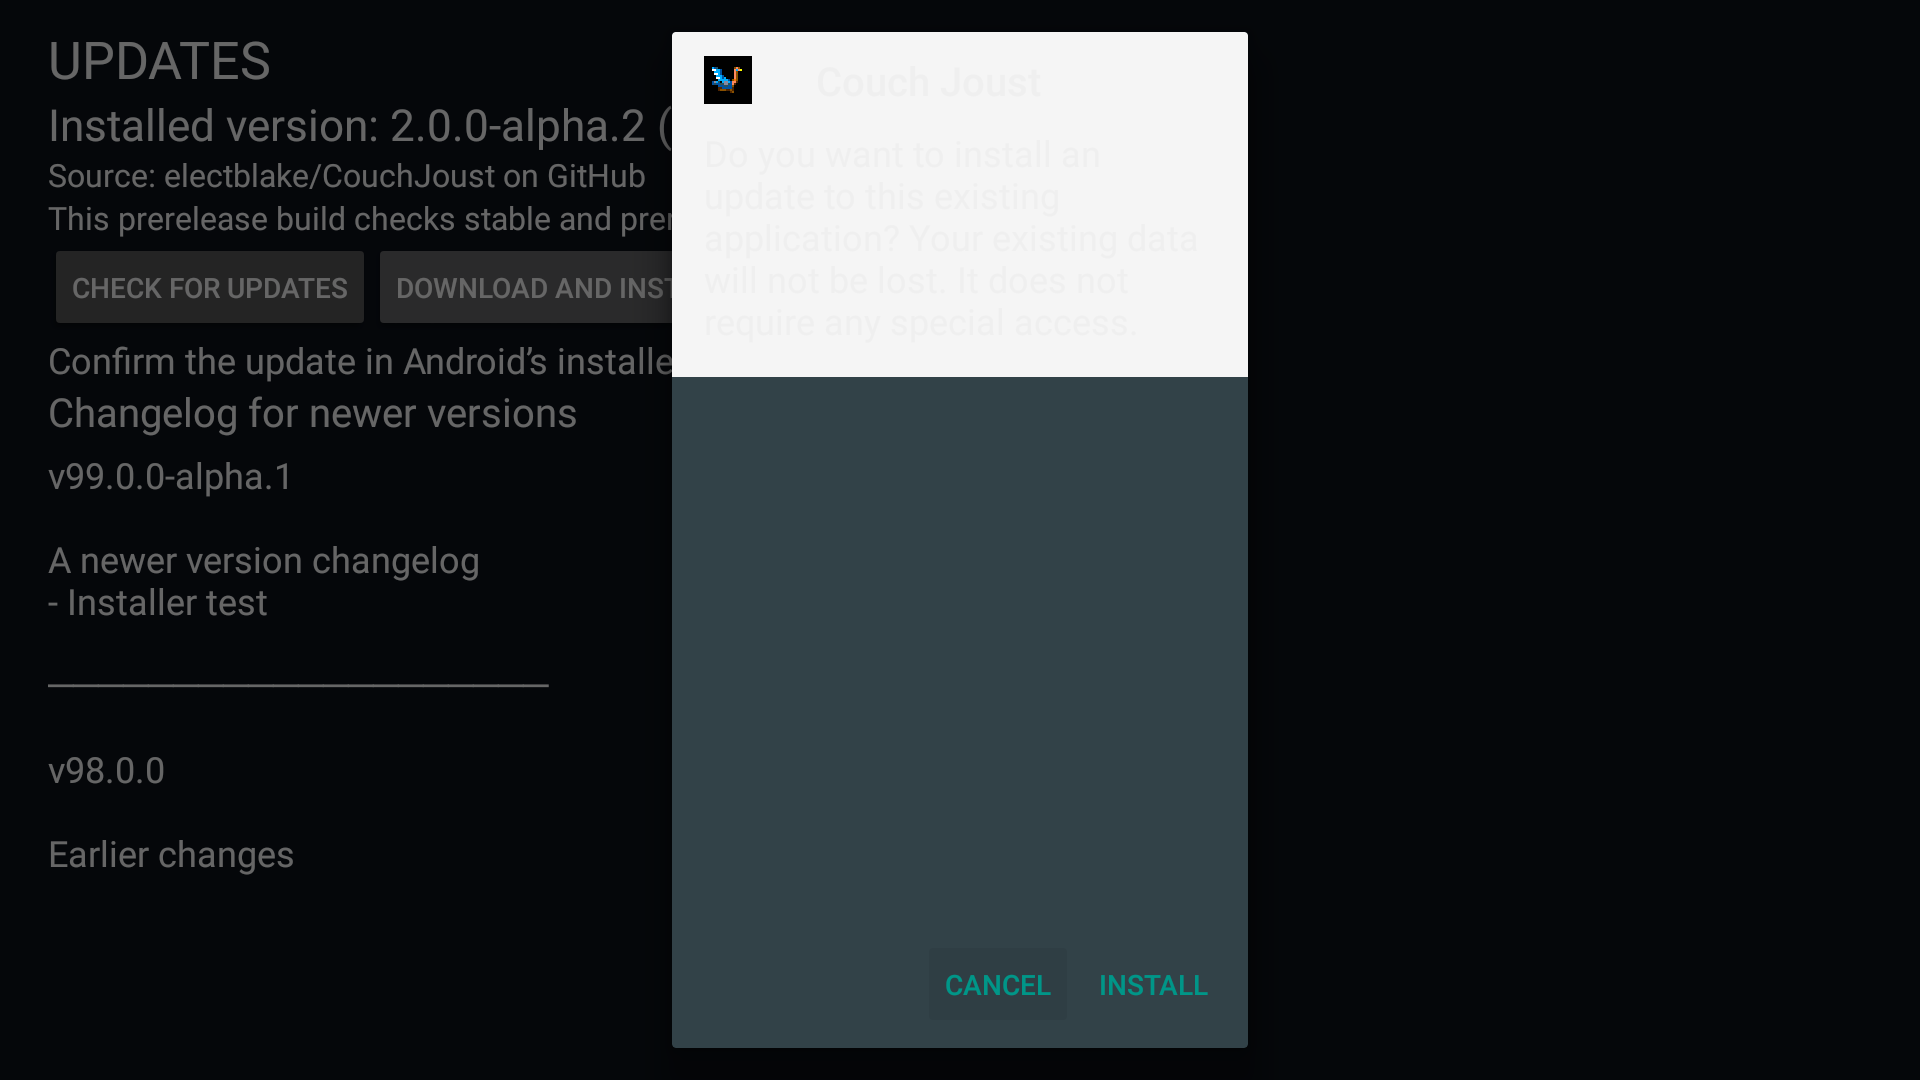 UPDATES
Installed version: 2.0.0-alpha.2 (
Source: electblake/CouchJoust on GitHub
This prerelease build checks stable and prer
CHECK FOR UPDATES
DOWNLOAD AND INST
Confirm the update in Android’s installe
Changelog for newer versions
v99.0.0-alpha.1
A newer version changelog
- Installer test
v98.0.0
Earlier changes
Couch Joust
Do you want to install an
update to this existing
application? Your existing data
will not be lost. It does not
require any special access.
CANCEL
INSTALL